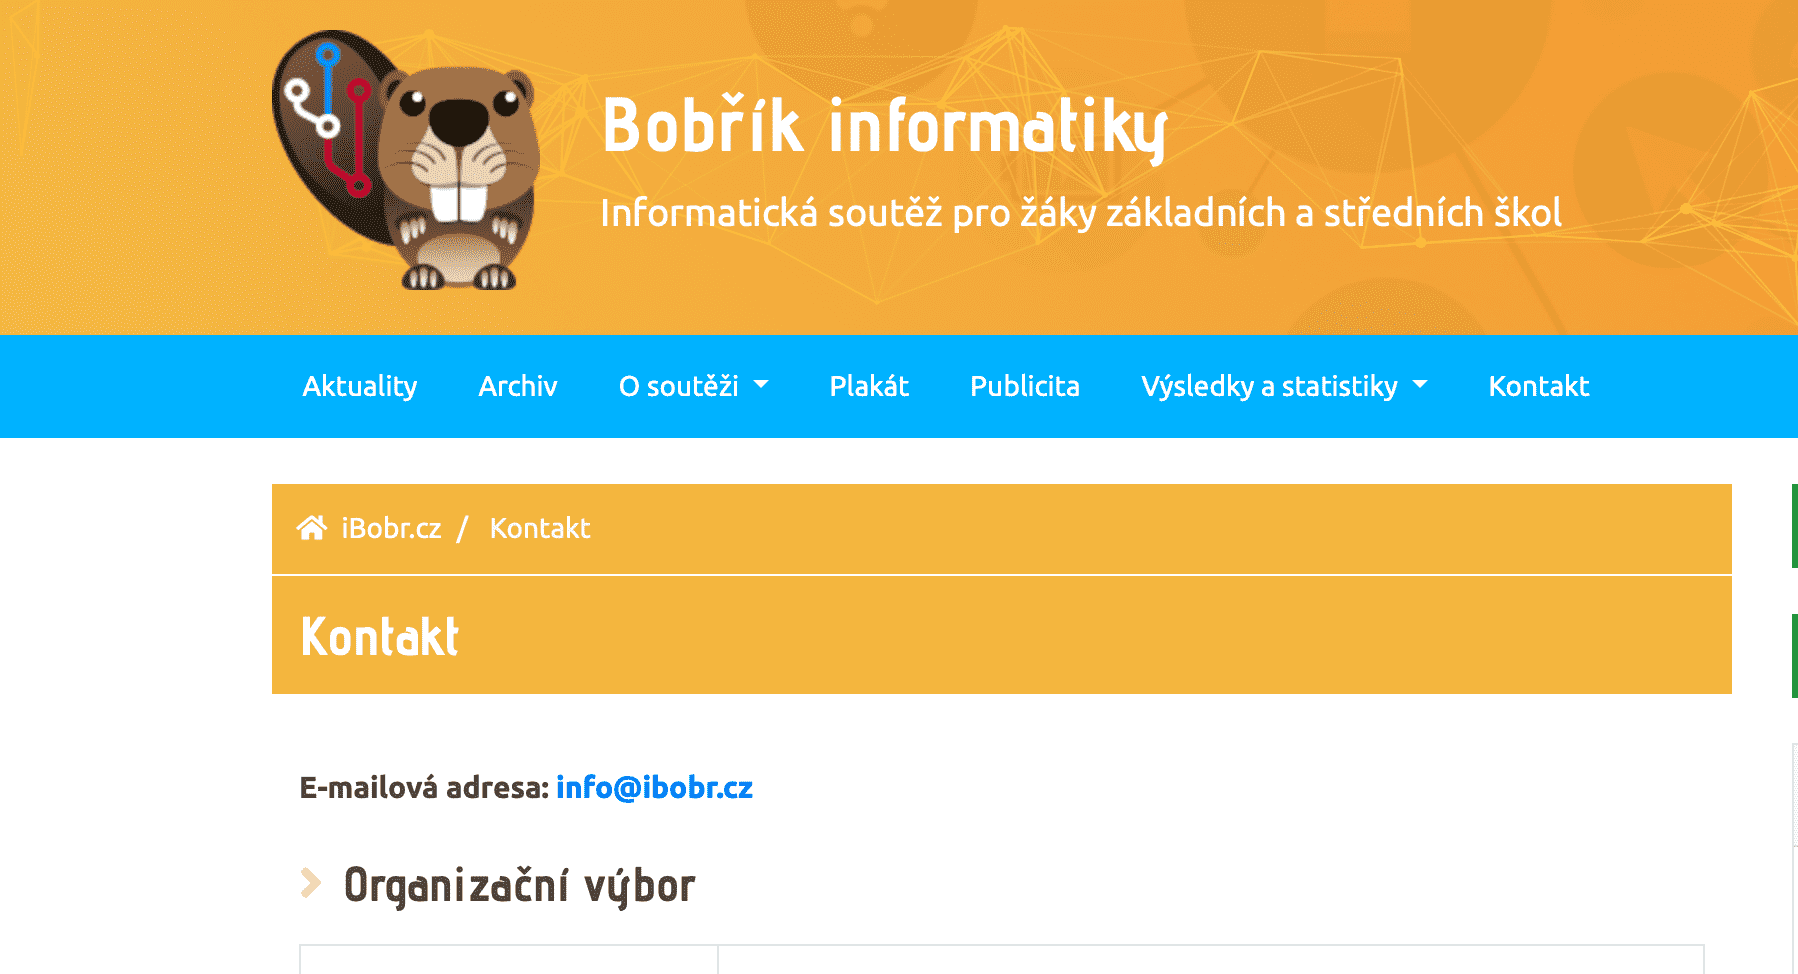 Bobřík informatiky
Informatická soutěž pro žáky základních a středních škol
Aktuality Archiv O soutěži Plakát Publicita Výsledky a statistiky Kontakt
iBobr.cz / Kontakt
Kontakt
E-mailová adresa: info@ibobr.cz
Organizační výbor